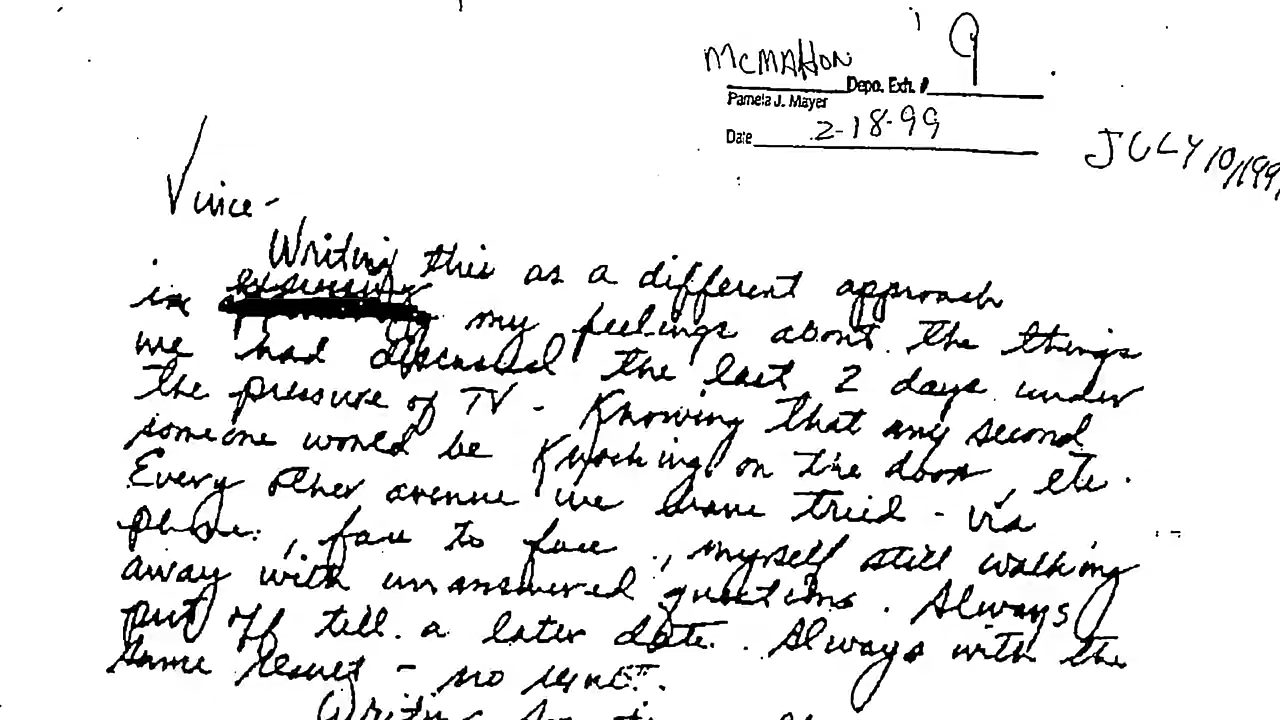 McMAHON Depo. Exh. # 9
Pamela J. Mayer
Date 2-18-99
JULY 10/199
Vince-
Writing this as a different approach
in expressing my feelings about the things
we had discussed the last 2 days under
the pressure of TV - Knowing that any second
someone would be Knocking on the door, etc.
Every other avenue we have tried - via
phone, face to face, myself still walking
away with unanswered questions. Always
put off till a later date. Always with the
same result - no
Writing